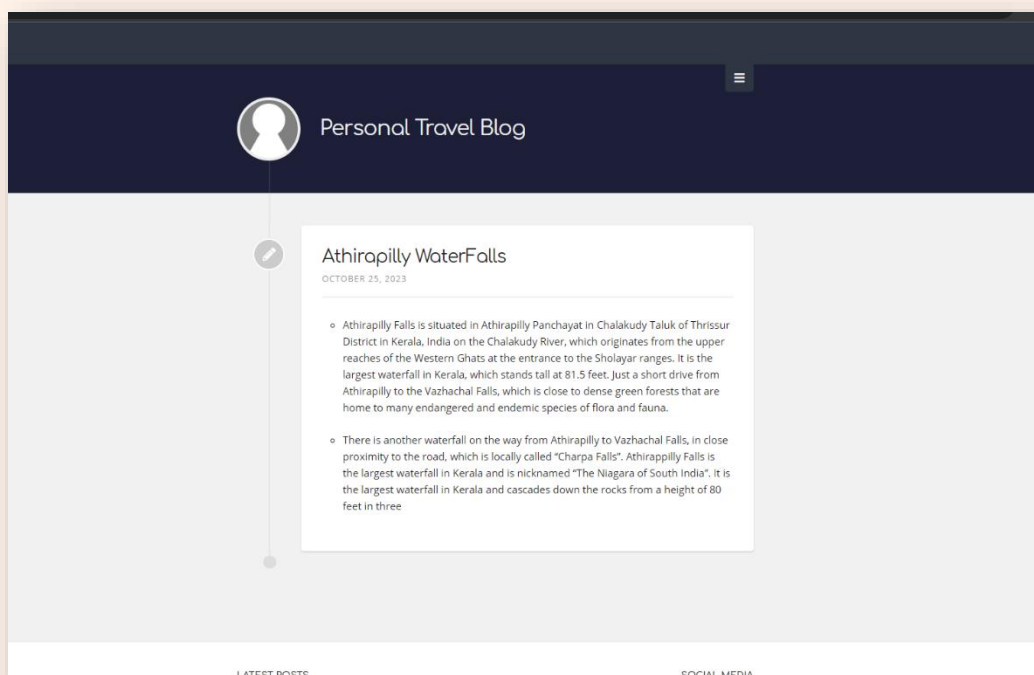 Personal Travel Blog
Athirapilly WaterFalls
OCTOBER 25, 2023
Athirapilly Falls is situated in Athirapilly Panchayat in Chalakudy Taluk of Thrissur
District in Kerala, India on the Chalakudy River, which originates from the upper
reaches of the Western Ghats at the entrance to the Sholayar ranges. It is the
largest waterfall in Kerala, which stands tall at 81.5 feet. Just a short drive from
Athirapilly to the Vazhachal Falls, which is close to dense green forests that are
home to many endangered and endemic species of flora and fauna.
There is another waterfall on the way from Athirapilly to Vazhachal Falls, in close
proximity to the road, which is locally called “Charpa Falls”. Athirappilly Falls is
the largest waterfall in Kerala and is nicknamed “The Niagara of South India”. It is
the largest waterfall in Kerala and cascades down the rocks from a height of 80
feet in three
LATEST POSTS
SOCIAL MEDIA